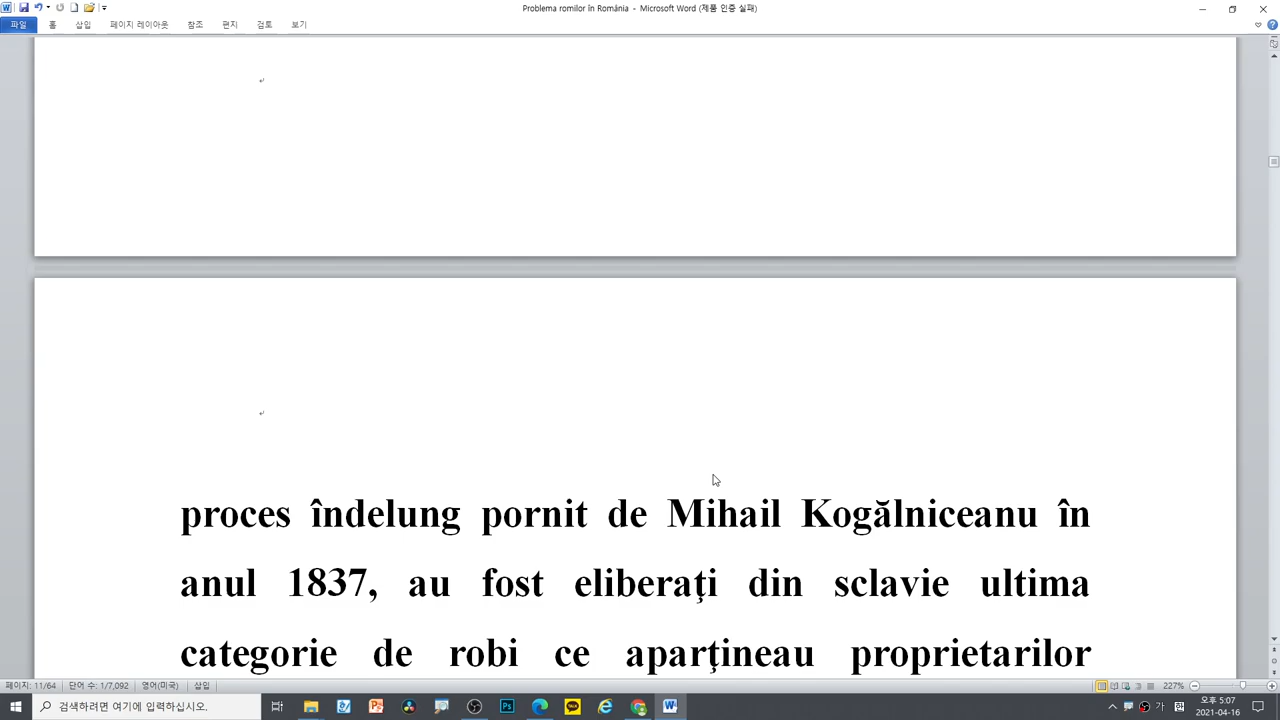 Problema romilor în România - Microsoft Word (제품 인증 실패)
파일 홈 삽입 페이지 레이아웃 참조 편지 검토 보기
proces îndelung pornit de Mihail Kogălniceanu în
anul 1837, au fost eliberaţi din sclavie ultima
categorie de robi ce aparţineau proprietarilor
페이지: 11/64 단어 수: 1/7,092 영어(미국) 삽입 227%
검색하려면 여기에 입력하십시오. 가 오후 5:07
2021-04-16